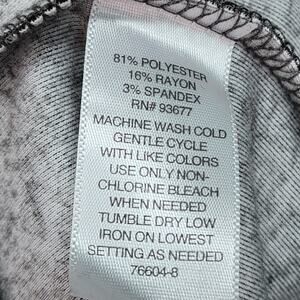 81% POLYESTER
16% RAYON
3% SPANDEX
RN# 93677
MACHINE WASH COLD
GENTLE CYCLE
WITH LIKE COLORS
USE ONLY NON-
CHLORINE BLEACH
WHEN NEEDED
TUMBLE DRY LOW
IRON ON LOWEST
SETTING AS NEEDED
76604-8